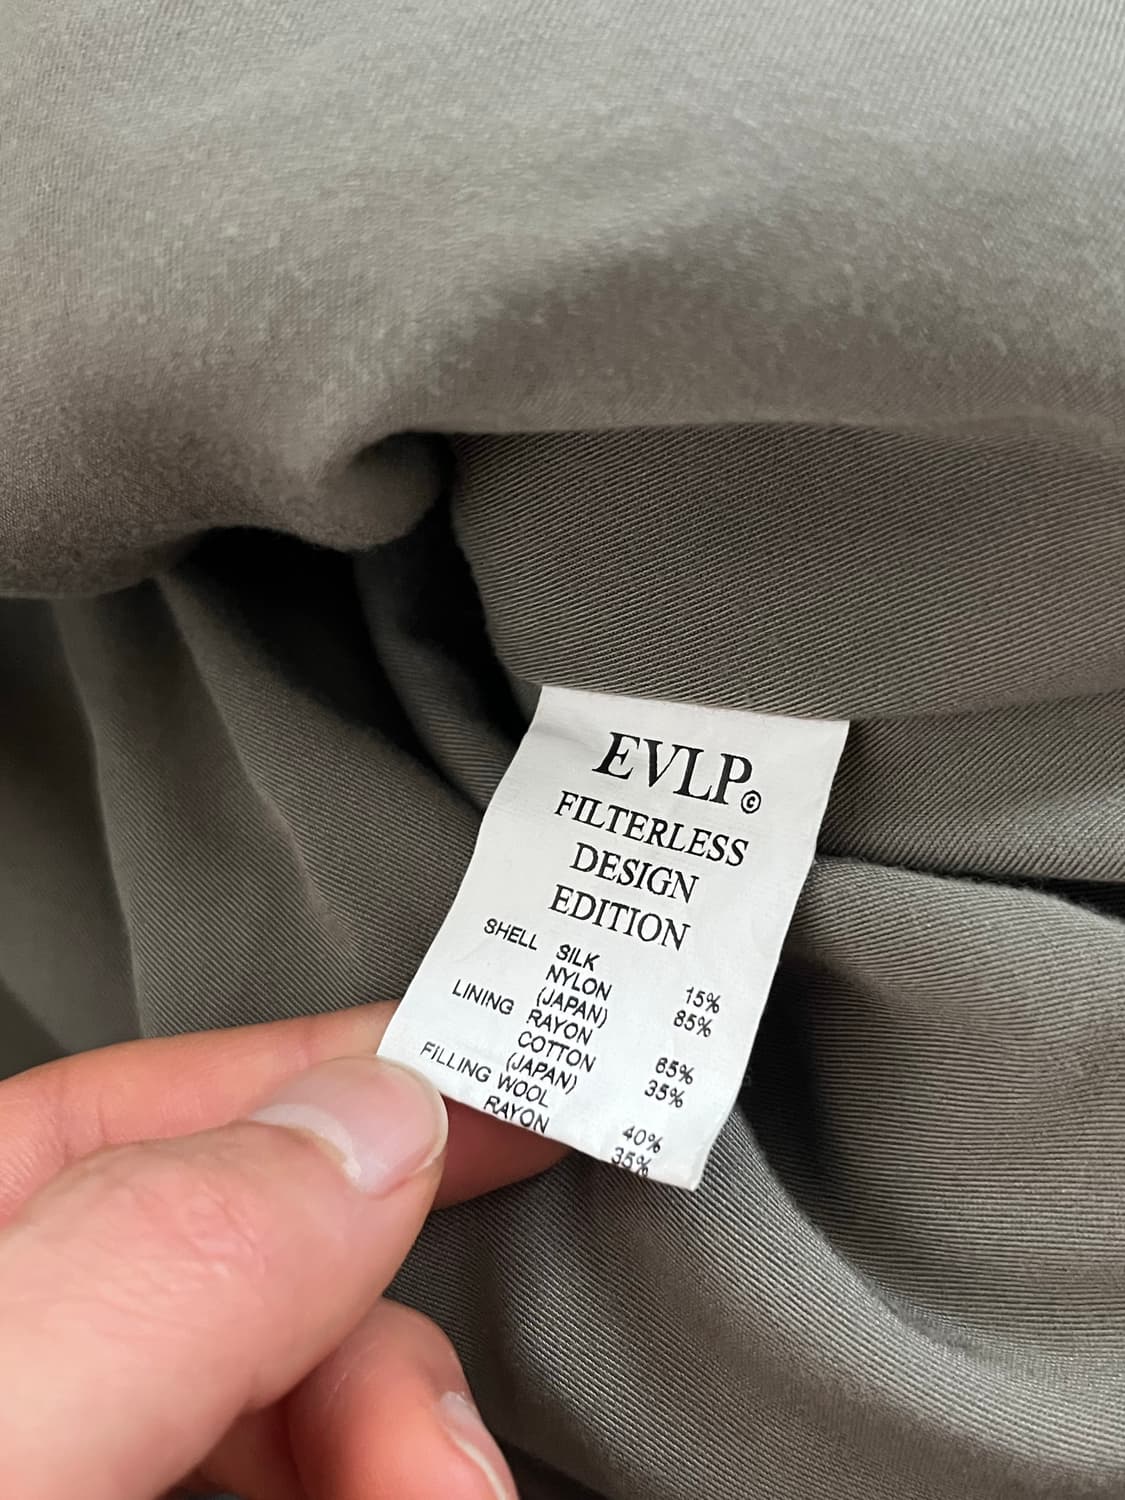 EVLP©
FILTERLESS
DESIGN
EDITION
SHELL SILK 15%
NYLON 85%
(JAPAN)
LINING RAYON 65%
COTTON 35%
(JAPAN)
FILLING WOOL 40%
RAYON 35%